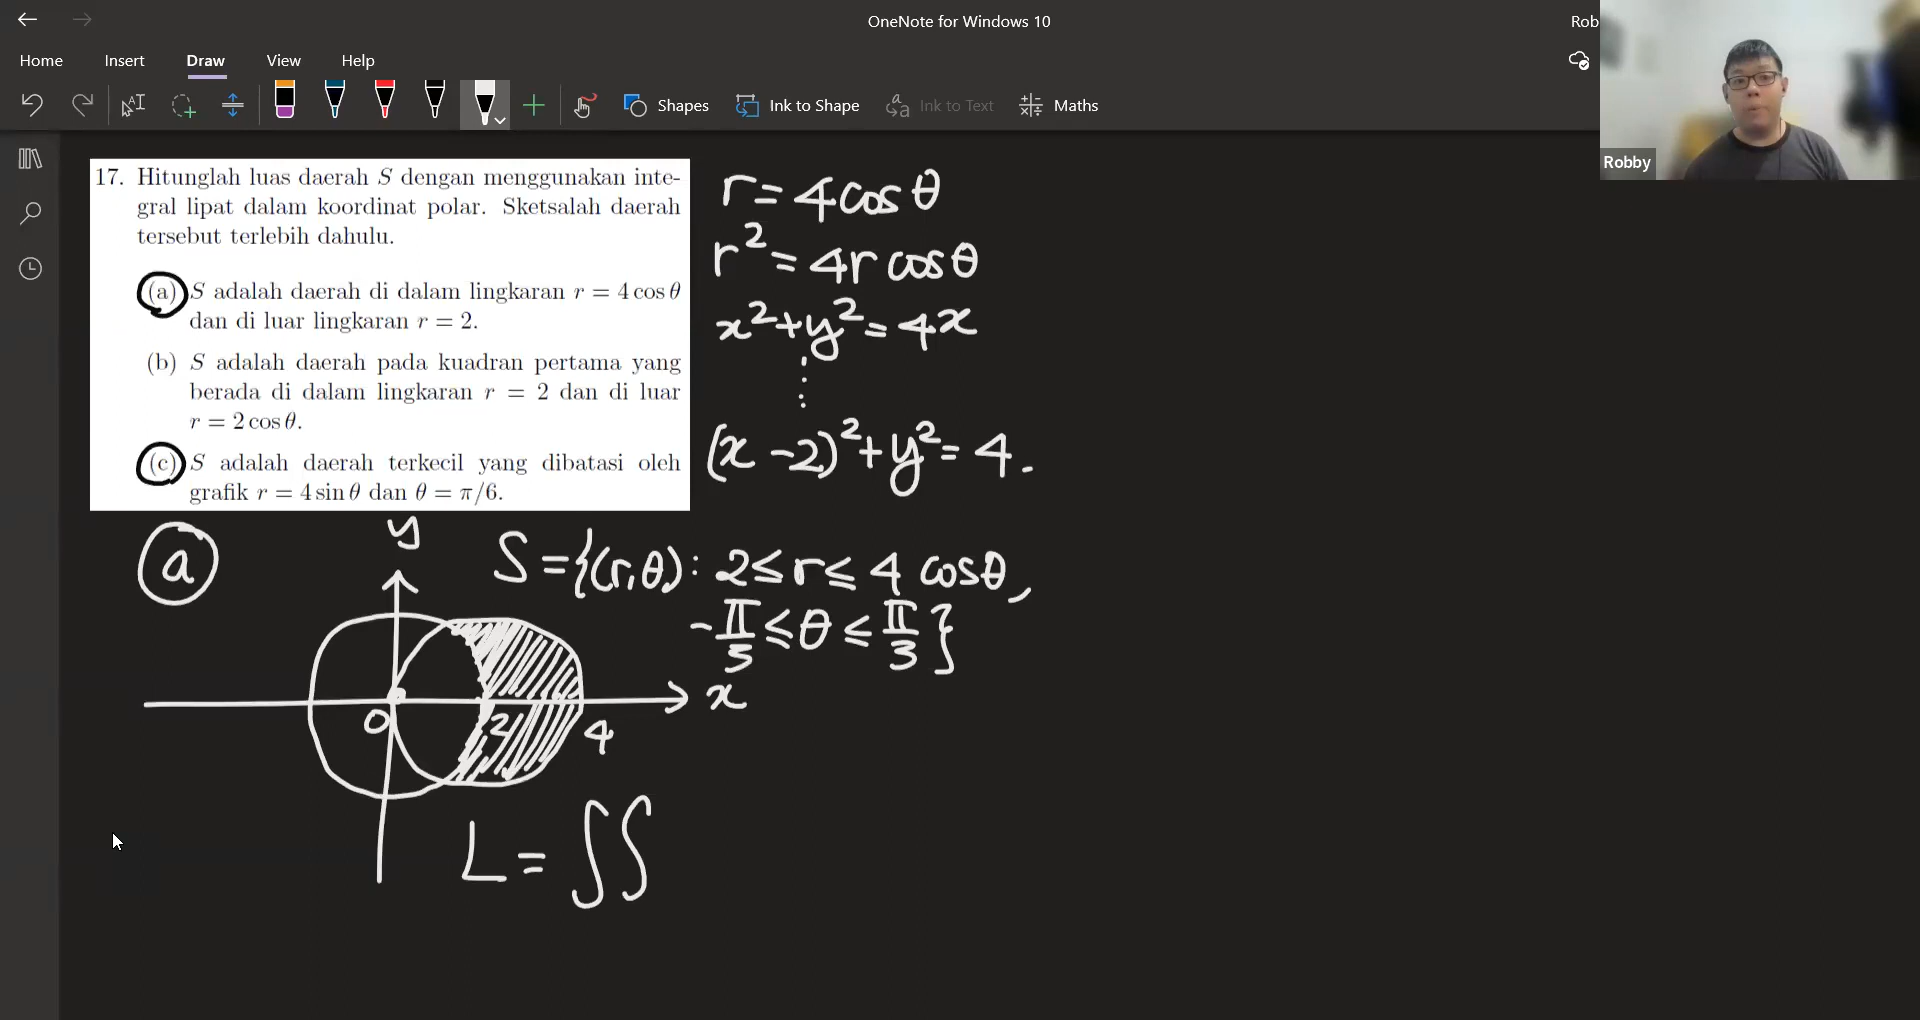 OneNote for Windows 10
Rob
Home Insert Draw View Help
Shapes Ink to Shape Ink to Text Maths
Robby
17. Hitunglah luas daerah S dengan menggunakan inte-
gral lipat dalam koordinat polar. Sketsalah daerah
tersebut terlebih dahulu.
(a) S adalah daerah di dalam lingkaran r = 4 cos θ
dan di luar lingkaran r = 2.
(b) S adalah daerah pada kuadran pertama yang
berada di dalam lingkaran r = 2 dan di luar
r = 2 cos θ.
(c) S adalah daerah terkecil yang dibatasi oleh
grafik r = 4 sin θ dan θ = π/6.
r = 4 cos θ
r² = 4r cos θ
x² + y² = 4x
⋮
(x - 2)² + y² = 4.
a
y
S = {(r,θ): 2 ≤ r ≤ 4 cos θ,
-π/3 ≤ θ ≤ π/3}
x
0 2 4
L = ∫∫